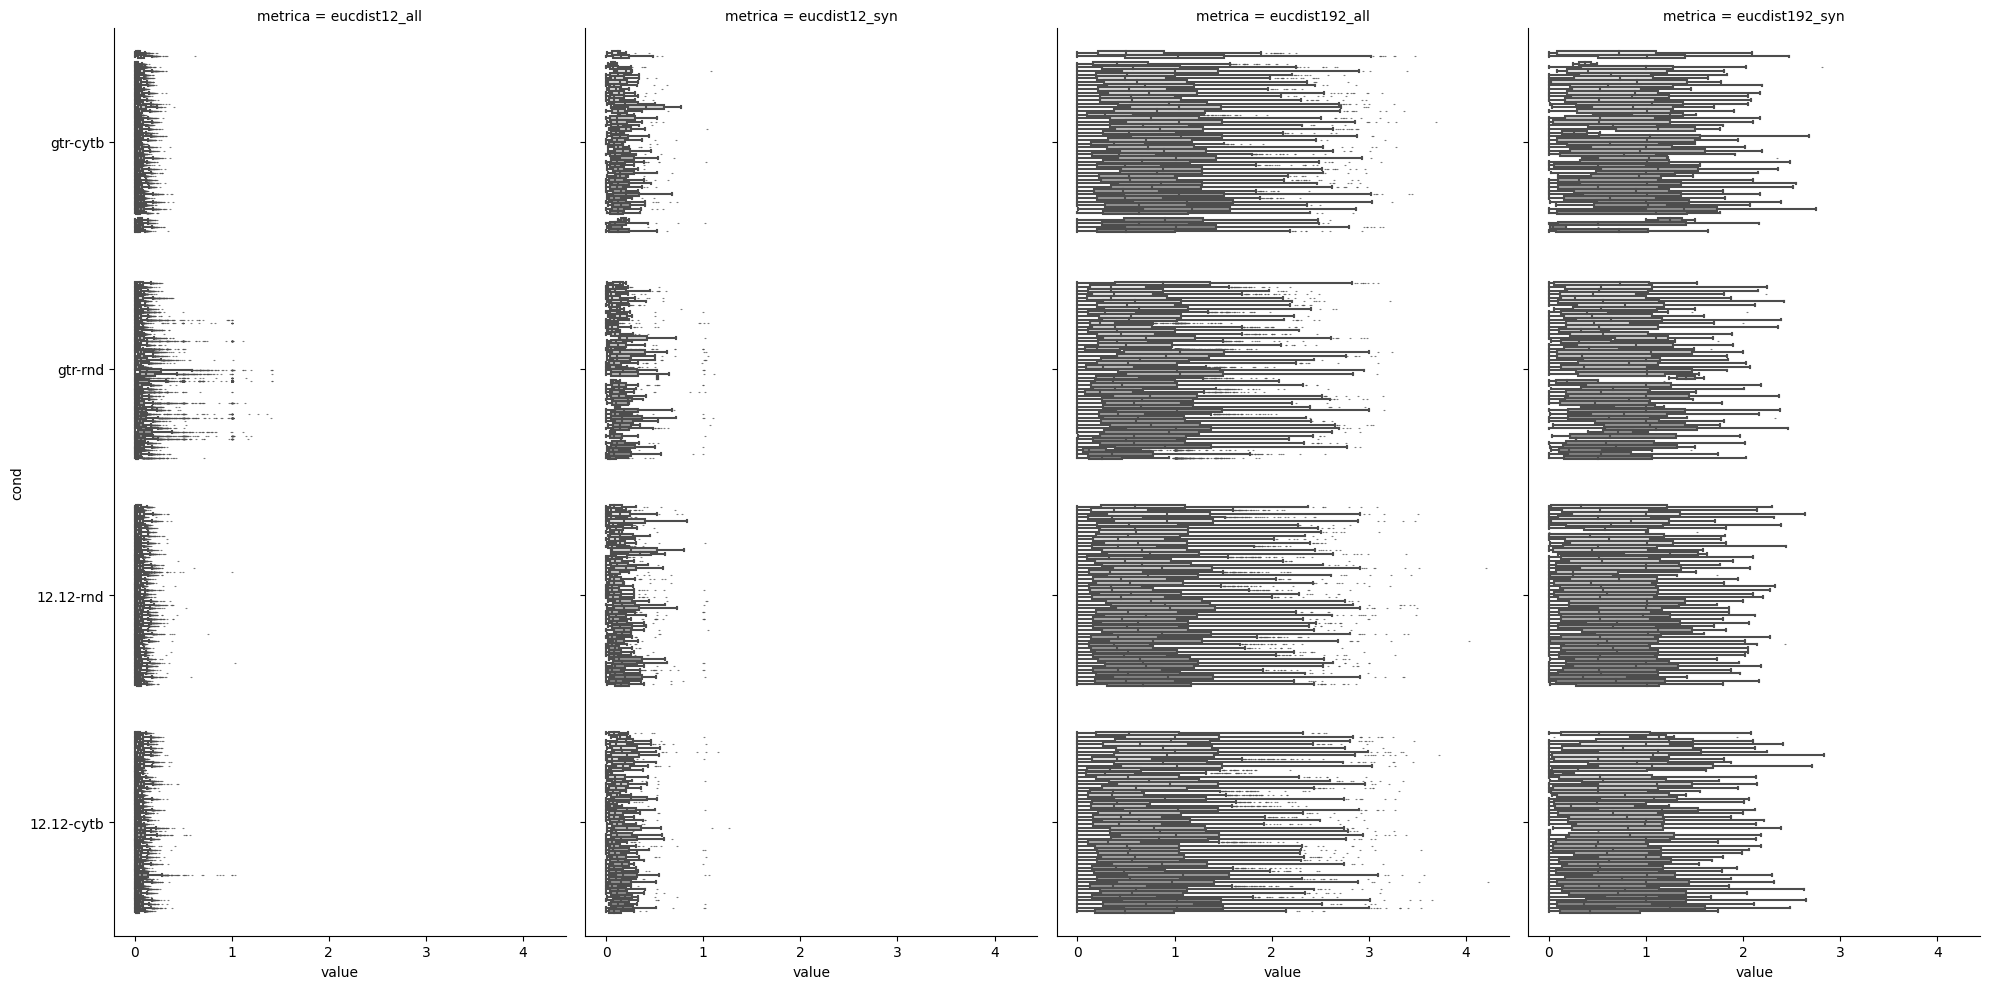 metrica = eucdist12_all
metrica = eucdist12_syn
metrica = eucdist192_all
metrica = eucdist192_syn
cond
gtr-cytb
gtr-rnd
12.12-rnd
12.12-cytb
0 1 2 3 4
0 1 2 3 4
0 1 2 3 4
0 1 2 3 4
value
value
value
value